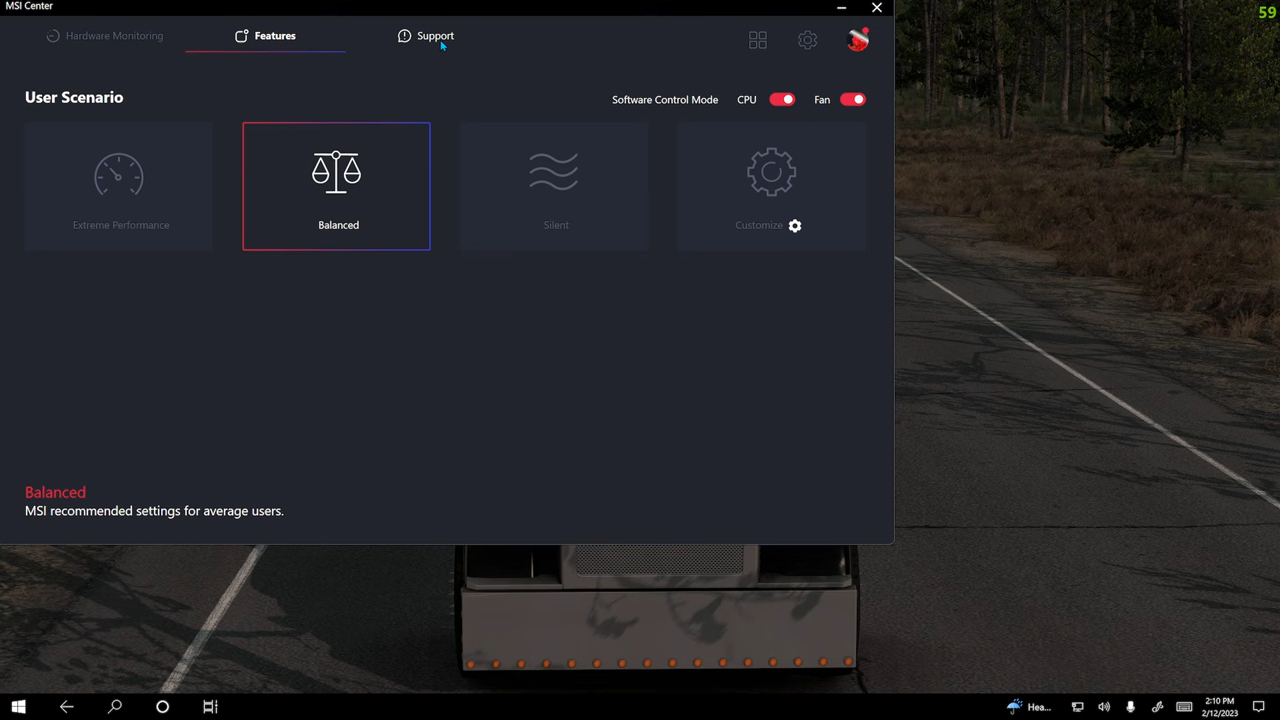 MSI Center
59
Hardware Monitoring
Features
Support
User Scenario
Software Control Mode
CPU
Fan
Extreme Performance
Balanced
Silent
Customize
Balanced
MSI recommended settings for average users.
Hea...
2:10 PM
2/12/2023